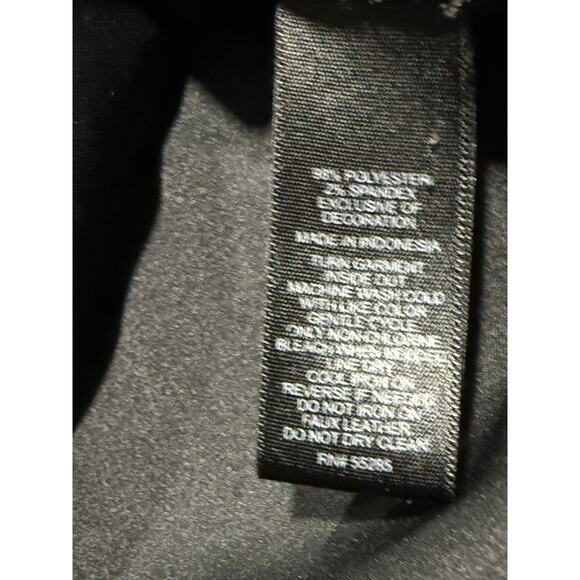 98% POLYESTER
2% SPANDEX
EXCLUSIVE OF
DECORATION
MADE IN INDONESIA
TURN GARMENT
INSIDE OUT
MACHINE WASH COLD
WITH LIKE COLOR
GENTLE CYCLE
ONLY NON-CHLORINE
BLEACH WHEN NEEDED
LINE DRY
COOL IRON ON
REVERSE IF NEEDED
DO NOT IRON ON
FAUX LEATHER
DO NOT DRY CLEAN
RN# 55285